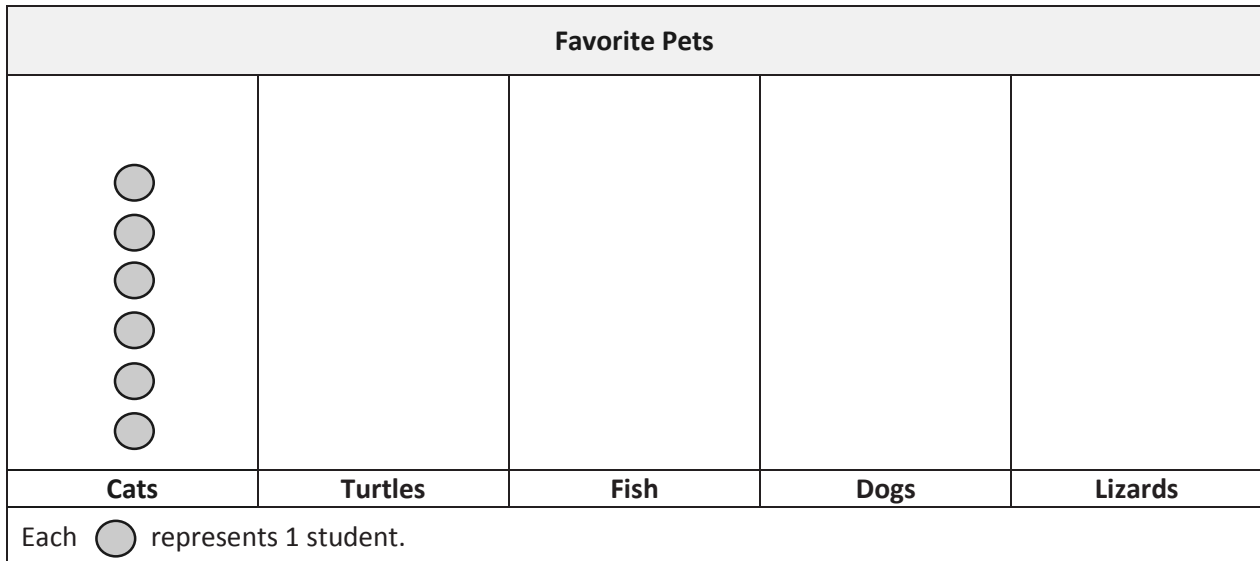 Favorite Pets
Cats Turtles Fish Dogs Lizards
Each represents 1 student.